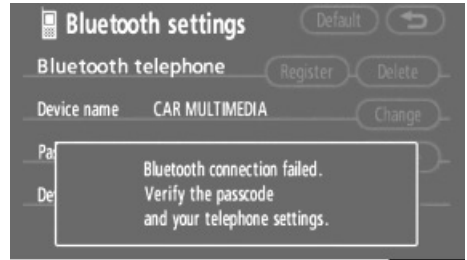 Bluetooth settings
Default
Bluetooth telephone
Register
Delete
Device name
CAR MULTIMEDIA
Change
Bluetooth connection failed.
Verify the passcode
and your telephone settings.